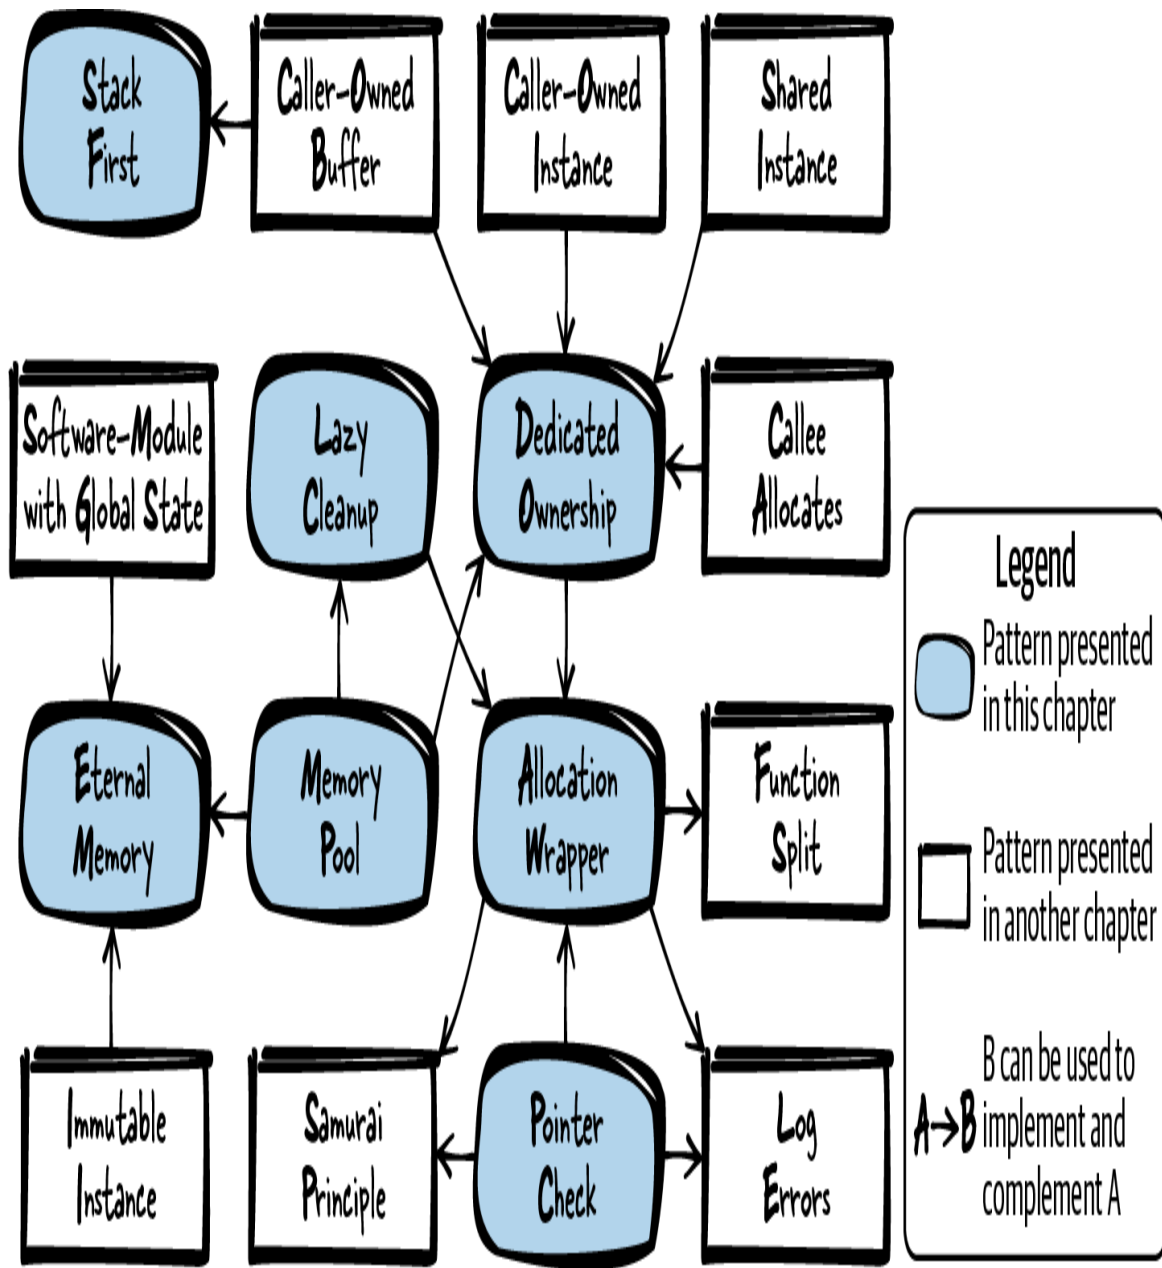 Stack
First
Caller-Owned
Buffer
Caller-Owned
Instance
Shared
Instance
Software-Module
with Global State
Lazy
Cleanup
Dedicated
Ownership
Callee
Allocates
Eternal
Memory
Memory
Pool
Allocation
Wrapper
Function
Split
Immutable
Instance
Samurai
Principle
Pointer
Check
Log
Errors
Legend
Pattern presented
in this chapter
Pattern presented
in another chapter
A→B
B can be used to
implement and
complement A